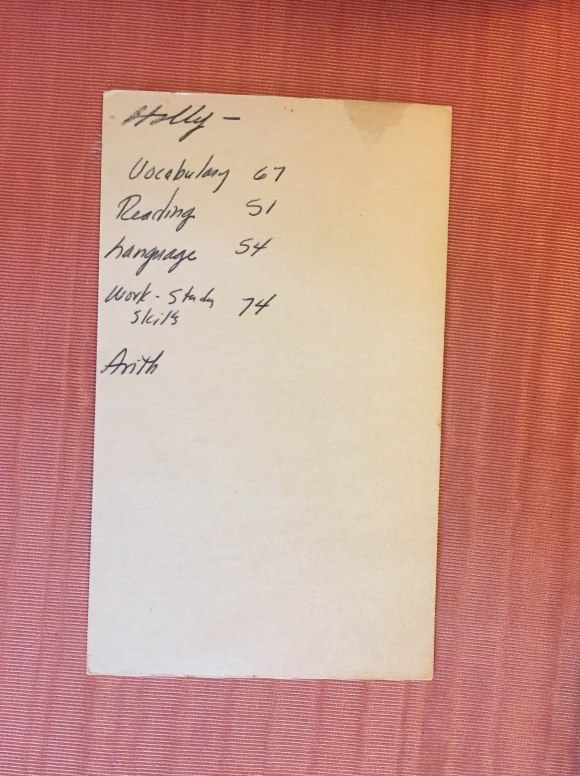 Holly -
Vocabulary 67
Reading 51
Language 54
Work-Study 74
Skills
Arith